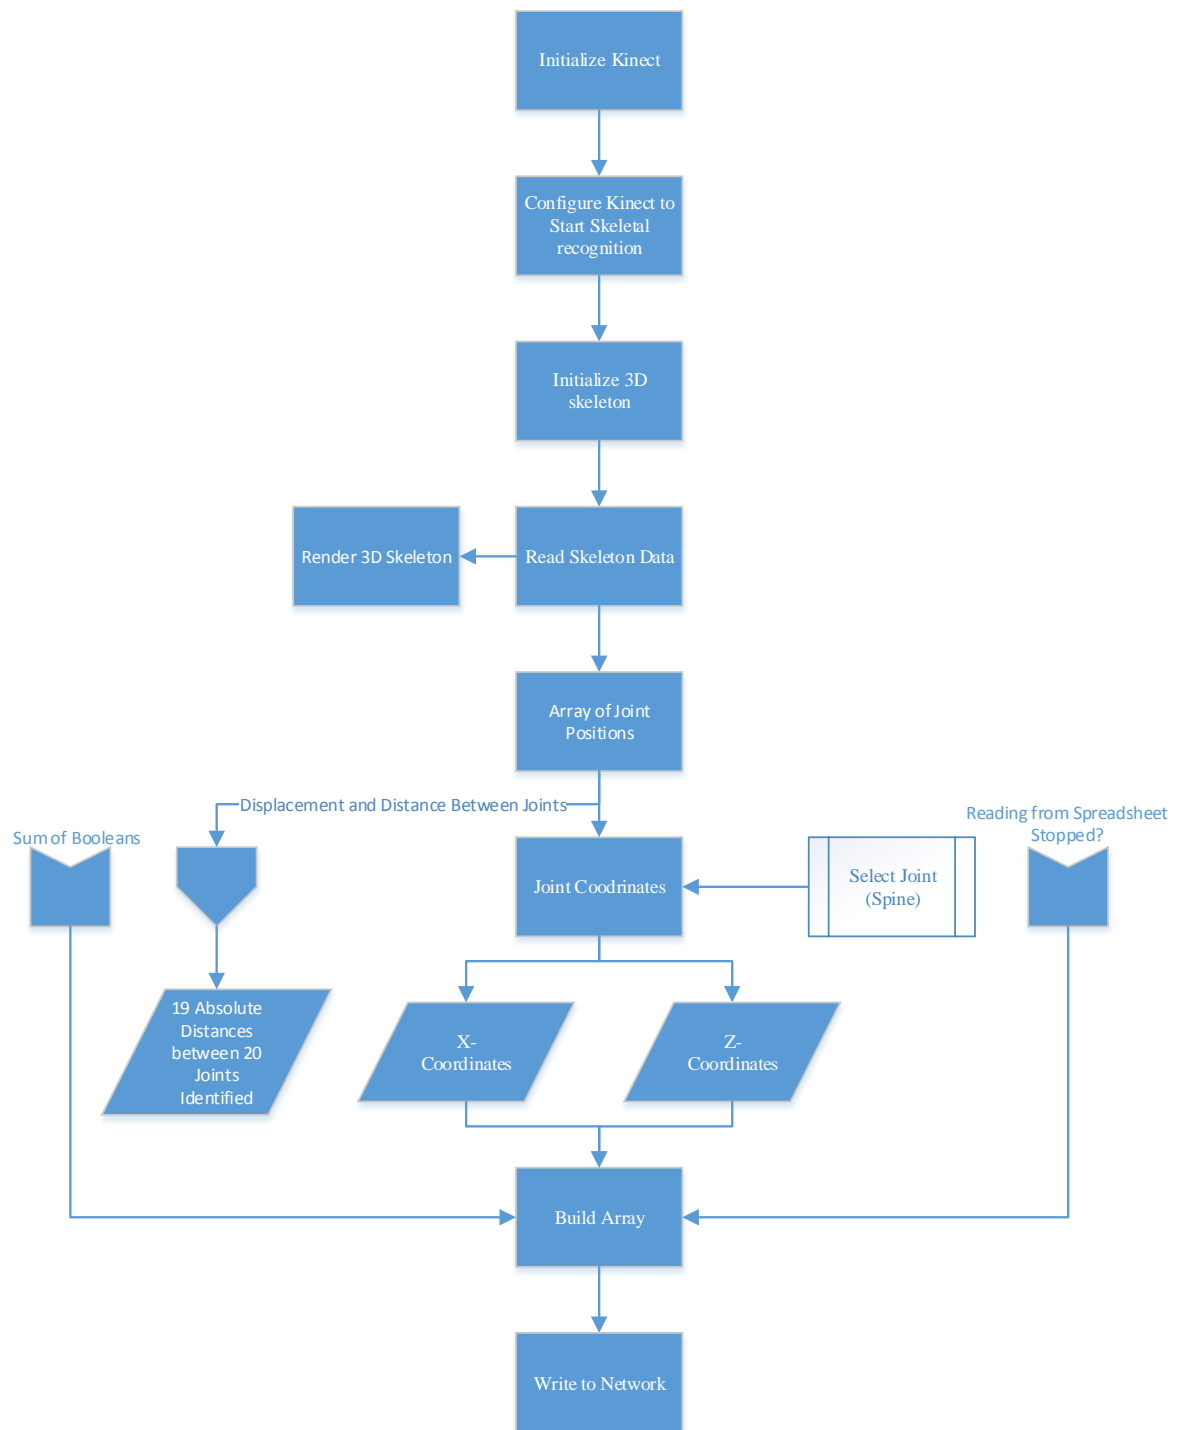 Initialize Kinect
Configure Kinect to
Start Skeletal
recognition
Initialize 3D
skeleton
Render 3D Skeleton
Read Skeleton Data
Array of Joint
Positions
Displacement and Distance Between Joints
Sum of Booleans
Reading from Spreadsheet
Stopped?
Joint Coodrinates
Select Joint
(Spine)
19 Absolute
Distances
between 20
Joints
Identified
X-
Coordinates
Z-
Coordinates
Build Array
Write to Network